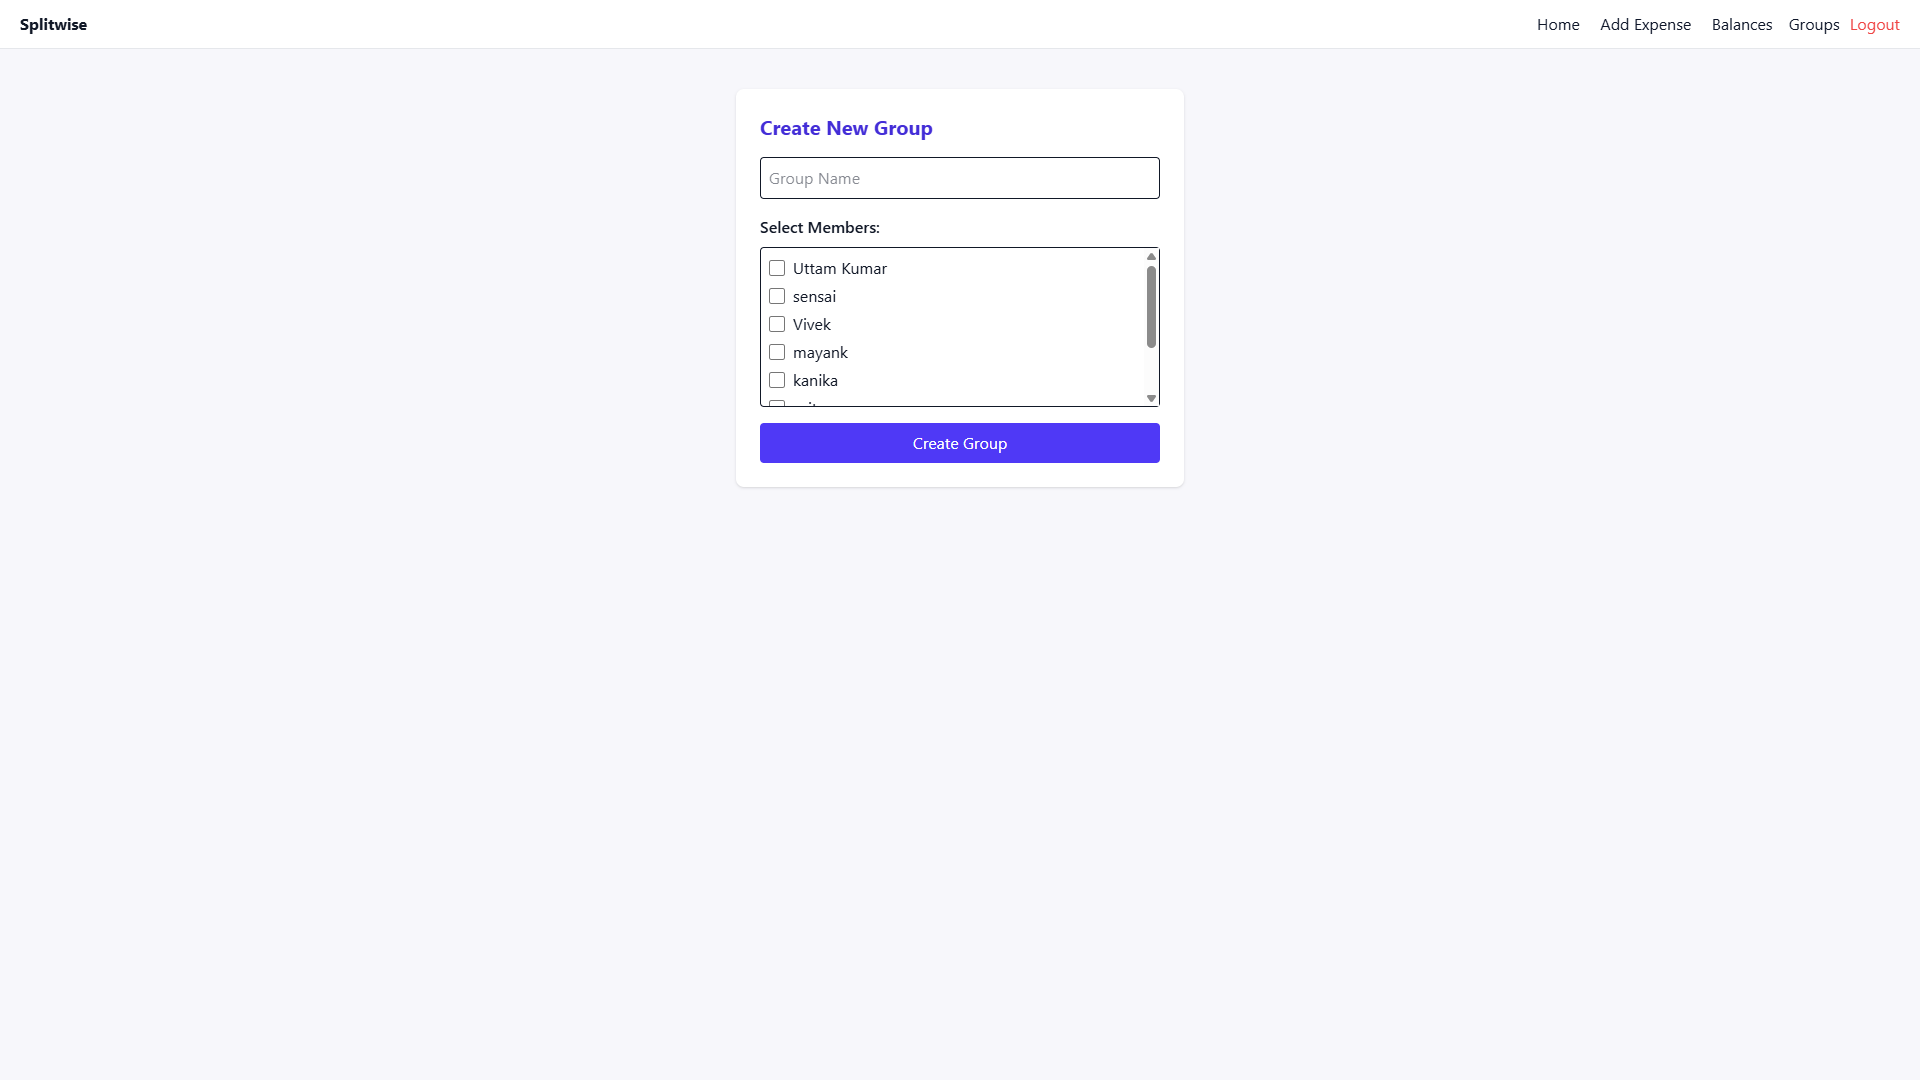 Splitwise
Home Add Expense Balances Groups Logout
Create New Group
Group Name
Select Members:
Uttam Kumar
sensai
Vivek
mayank
kanika
Create Group